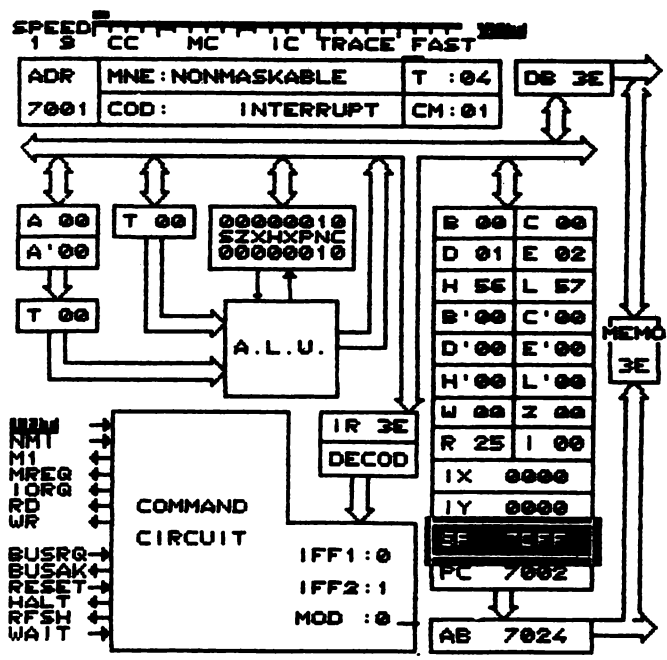 SPEED
1 9 CC MC IC TRACE FAST
ADR MNE:NONMASKABLE T :04 DB 3E
7001 COD: INTERRUPT CM:01
A 00 T 00 00000010 B 00 C 00
SZXHXPNC
A'00 00000010 D 01 E 02
H 56 L 57
T 00 B'00 C'00 MEMO
A.L.U. D'00 E'00 3E
H'00 L'00
W 00 Z 00
IR 3E R 25 I 00
DECOD
NMI
M1 IX 0000
MREQ
IORQ
RD COMMAND IY 0000
WR
CIRCUIT
BUSRQ IFF1:0
BUSAK PC 7002
RESET IFF2:1
HALT
RFSH MOD :0
WAIT AB 7024